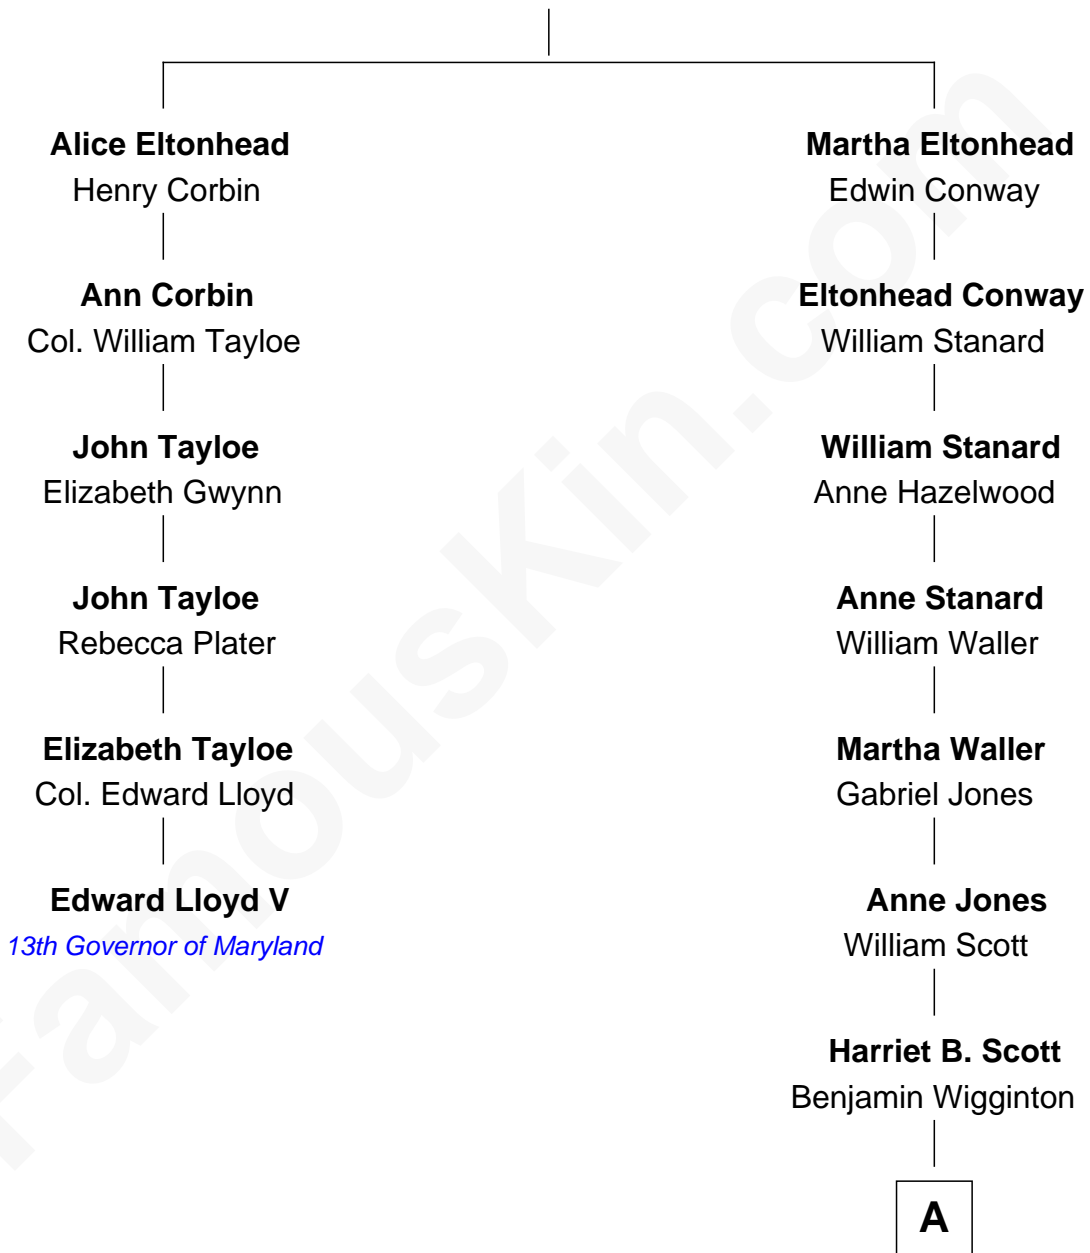 Alice Eltonhead
Henry Corbin
Ann Corbin
Col. William Tayloe
John Tayloe
Elizabeth Gwynn
John Tayloe
Rebecca Plater
Elizabeth Tayloe
Col. Edward Lloyd
Edward Lloyd V
13th Governor of Maryland
Martha Eltonhead
Edwin Conway
Eltonhead Conway
William Stanard
William Stanard
Anne Hazelwood
Anne Stanard
William Waller
Martha Waller
Gabriel Jones
Anne Jones
William Scott
Harriet B. Scott
Benjamin Wigginton
A
FamousKin.com